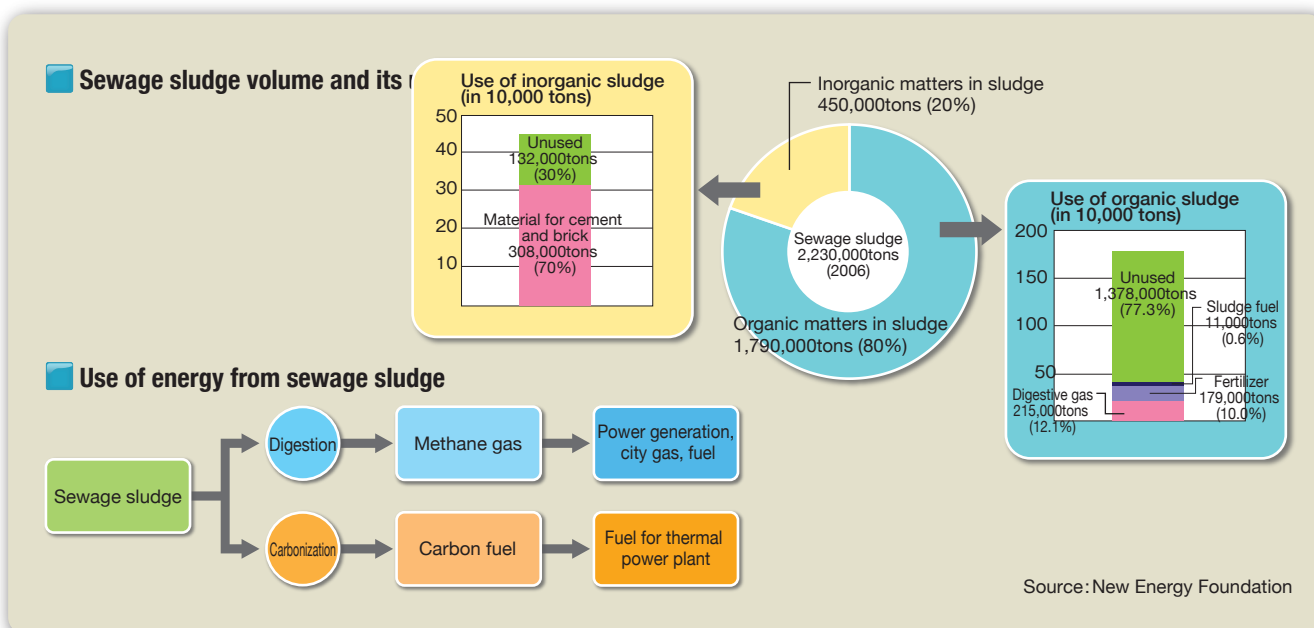 Sewage sludge volume and its
Use of inorganic sludge
(in 10,000 tons)
50
40
30
20
10
Unused
132,000tons
(30%)
Material for cement
and brick
308,000tons
(70%)
Inorganic matters in sludge
450,000tons (20%)
Sewage sludge
2,230,000tons
(2006)
Organic matters in sludge
1,790,000tons (80%)
Use of organic sludge
(in 10,000 tons)
200
150
100
50
Unused
1,378,000tons
(77.3%)
Sludge fuel
11,000tons
(0.6%)
Fertilizer
179,000tons
(10.0%)
Digestive gas
215,000tons
(12.1%)
Use of energy from sewage sludge
Sewage sludge
Digestion
Methane gas
Power generation,
city gas, fuel
Carbonization
Carbon fuel
Fuel for thermal
power plant
Source: New Energy Foundation